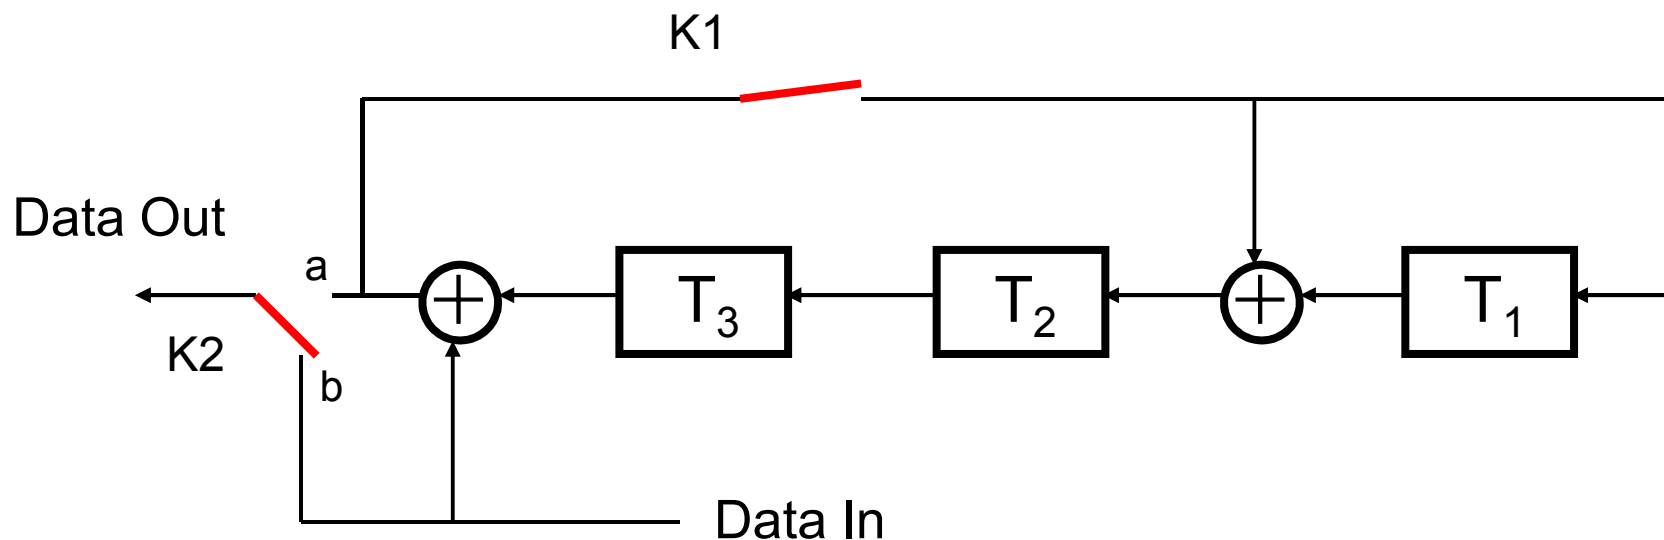 K1
Data Out
a
T3
T2
T1
K2
b
Data In